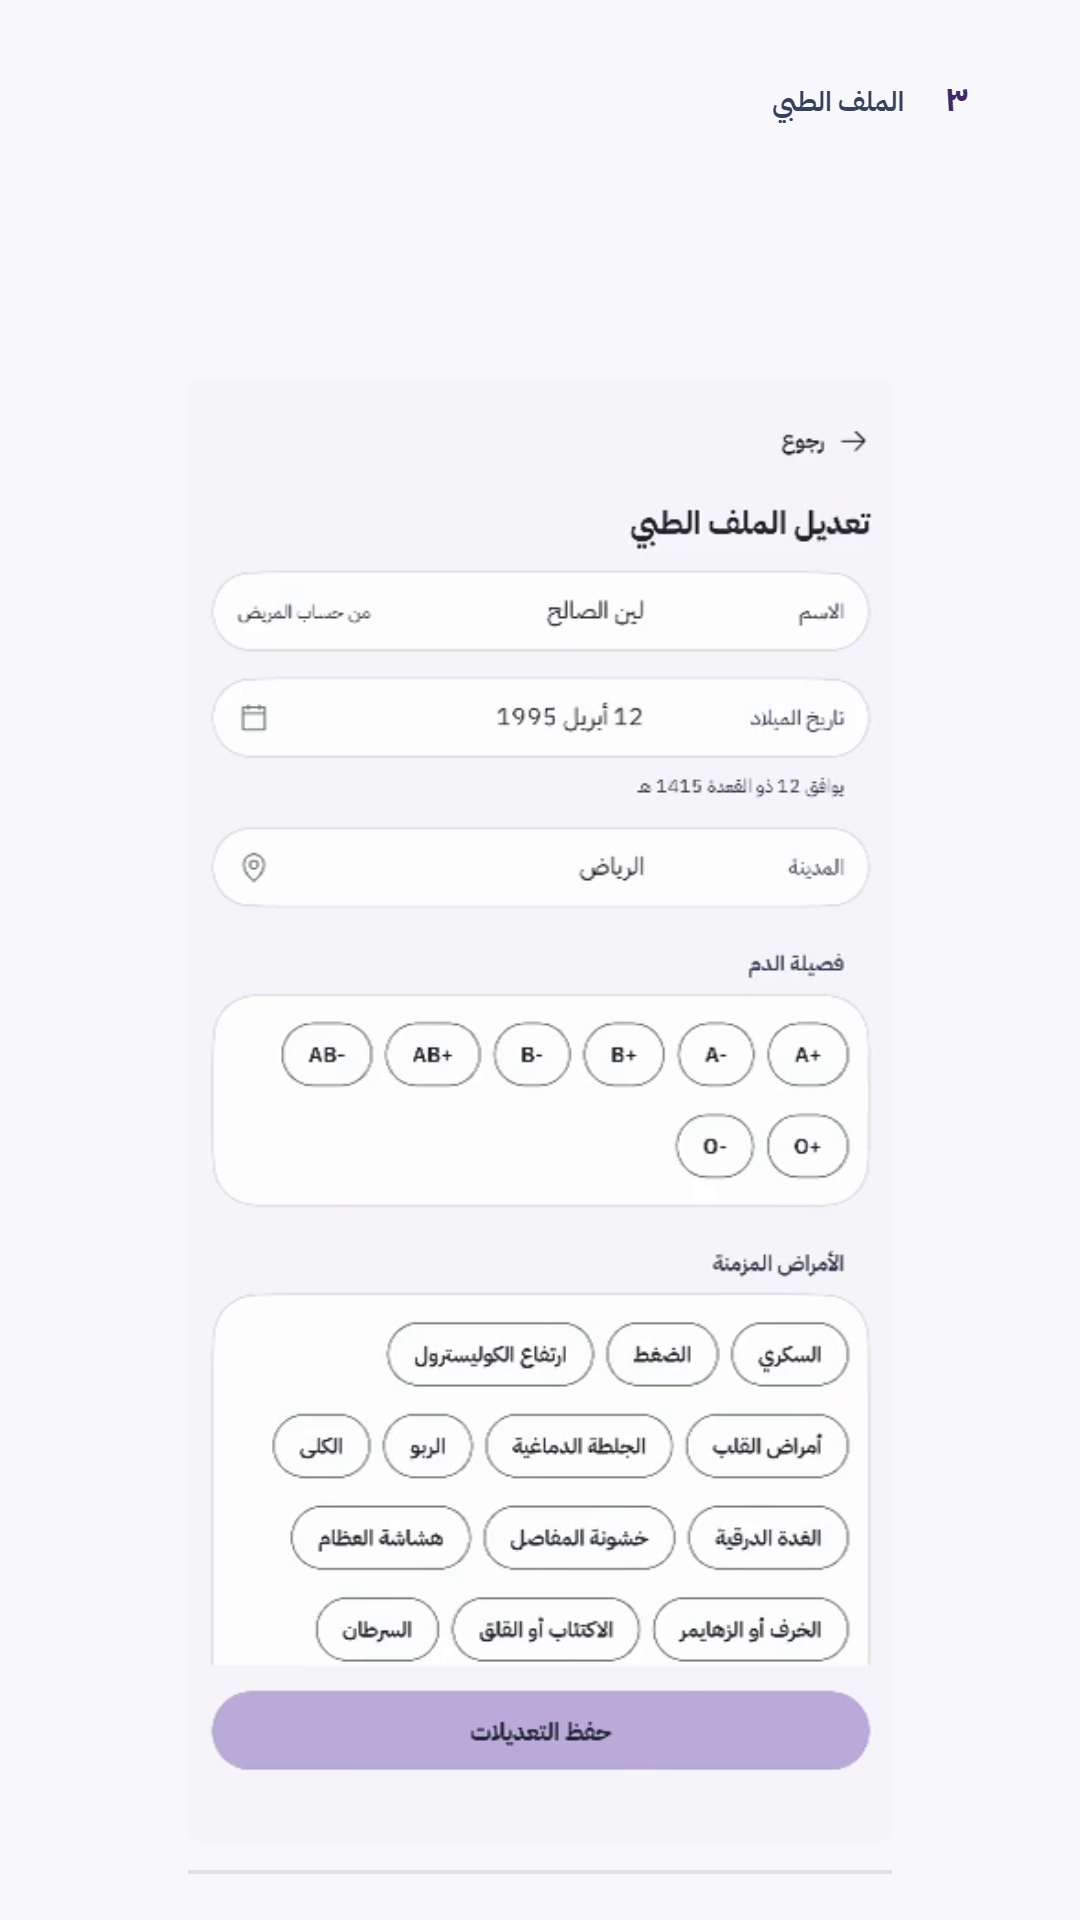 ٣ الملف الطبي
رجوع
تعديل الملف الطبي
الاسم لين الصالح من حساب المريض
تاريخ الميلاد 12 أبريل 1995
يوافق 12 ذو القعدة 1415 هـ
المدينة الرياض
فصيلة الدم
A+ A- B+ B- AB+ AB-
O+ O-
الأمراض المزمنة
السكري الضغط ارتفاع الكوليسترول
أمراض القلب الجلطة الدماغية الربو الكلى
الغدة الدرقية خشونة المفاصل هشاشة العظام
الخرف أو الزهايمر الاكتئاب أو القلق السرطان
حفظ التعديلات